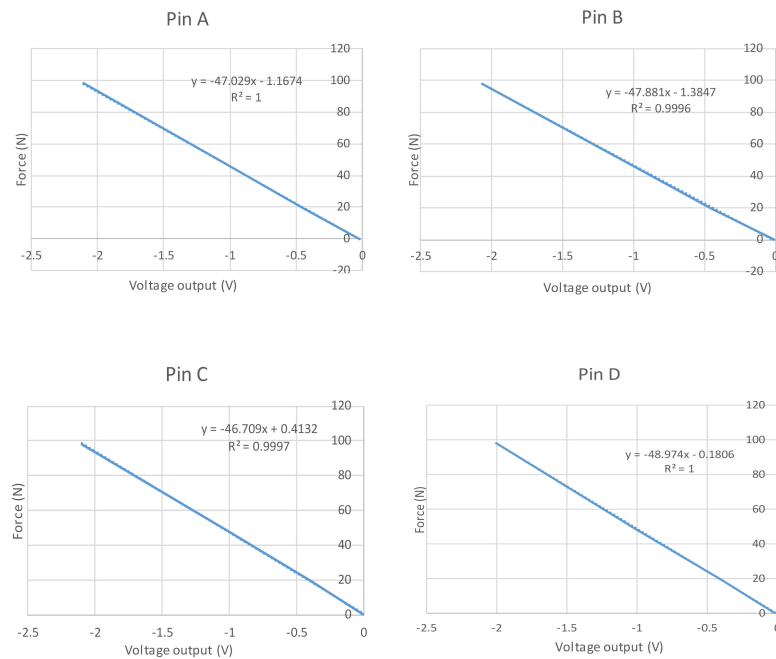 Pin A
120
100
80
60
40
20
0
-20
y = -47.029x - 1.1674
R² = 1
Force (N)
-2.5 -2 -1.5 -1 -0.5 0
Voltage output (V)
Pin B
120
100
80
60
40
20
0
-20
y = -47.881x - 1.3847
R² = 0.9996
Force (N)
-2.5 -2 -1.5 -1 -0.5 0
Voltage output (V)
Pin C
120
100
80
60
40
20
0
y = -46.709x + 0.4132
R² = 0.9997
Force (N)
-2.5 -2 -1.5 -1 -0.5 0
Voltage output (V)
Pin D
120
100
80
60
40
20
0
y = -48.974x - 0.1806
R² = 1
Force (N)
-2.5 -2 -1.5 -1 -0.5 0
Voltage output (V)